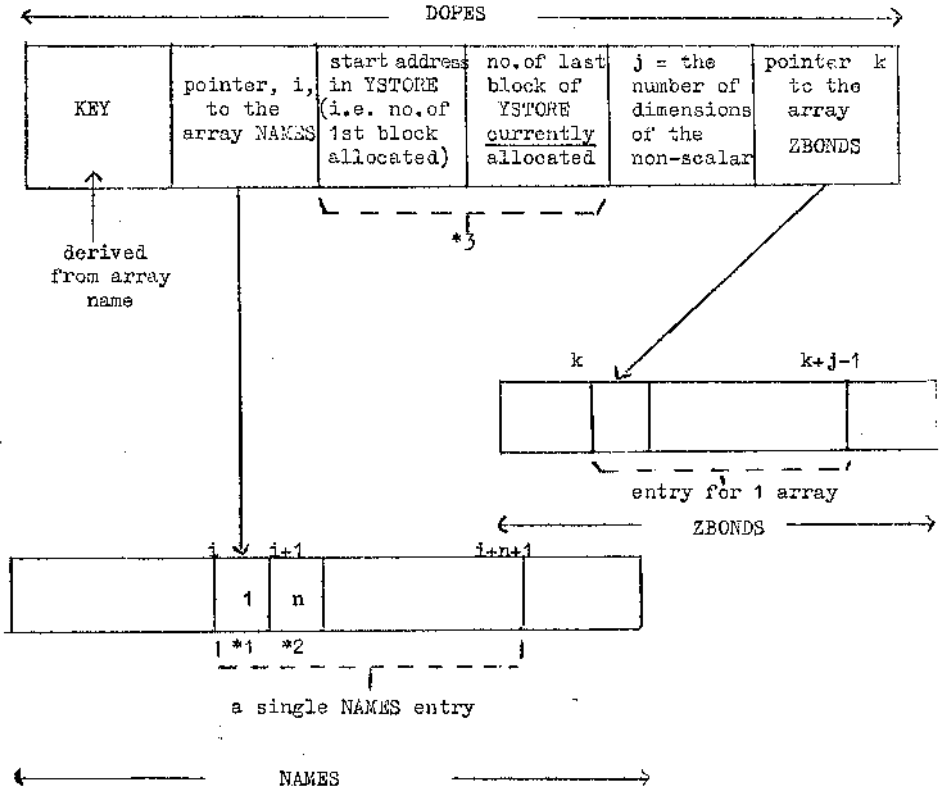 DOPES
KEY
pointer, i,
to the
array NAMES
start address
in YSTORE
(i.e. no.of
1st block
allocated)
no.of last
block of
YSTORE
currently
allocated
j = the
number of
dimensions
of the
non-scalar
pointer k
to the
array
ZBONDS
*3
derived
from array
name
k
k+j-1
entry for 1 array
ZBONDS
i
i+1
i+n+1
1
n
*1
*2
a single NAMES entry
NAMES